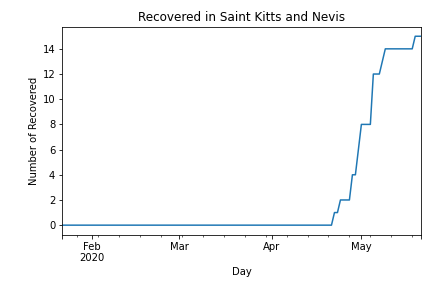 Recovered in Saint Kitts and Nevis
Number of Recovered
14
12
10
8
6
4
2
0
Feb Mar Apr May
2020
Day